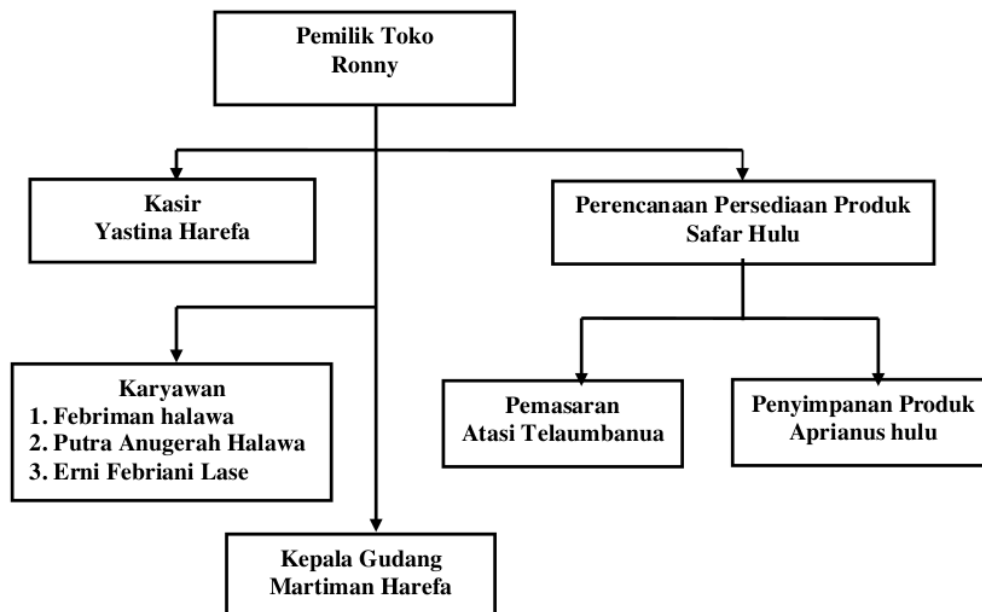 Pemilik Toko
Ronny
Kasir
Yastina Harefa
Perencanaan Persediaan Produk
Safar Hulu
Karyawan
1. Febriman halawa
2. Putra Anugerah Halawa
3. Erni Febriani Lase
Pemasaran
Atasi Telaumbanua
Penyimpanan Produk
Aprianus hulu
Kepala Gudang
Martiman Harefa